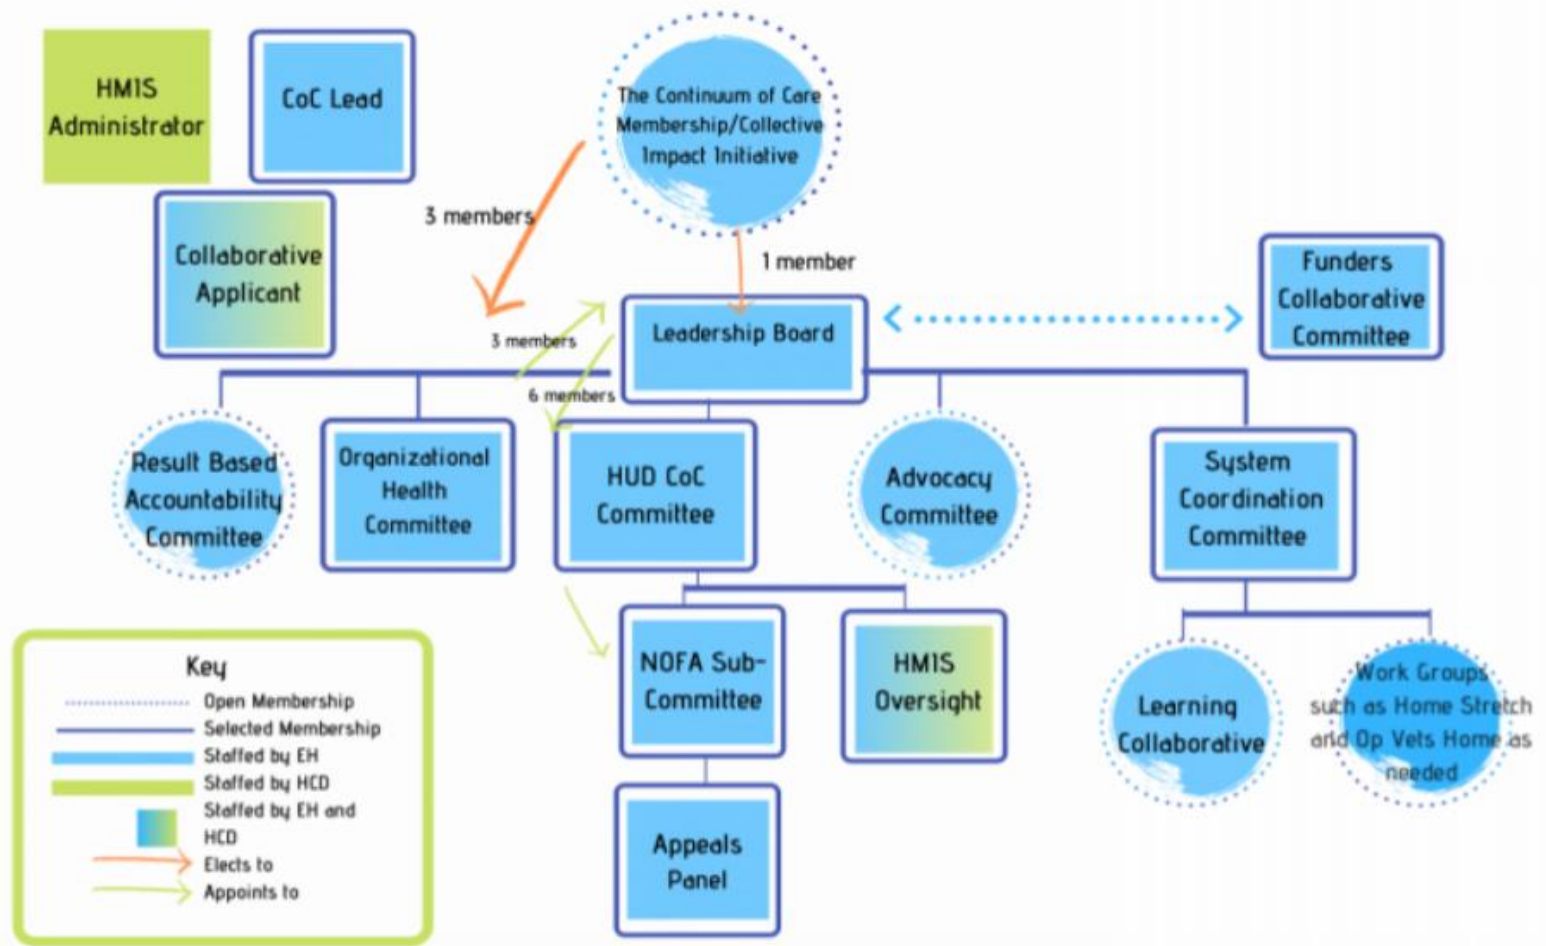 HMIS
Administrator
CoC Lead
The Continuum of Care
Membership/Collective
Impact Initiative
3 members
Collaborative
Applicant
1 member
Funders
Collaborative
Committee
Leadership Board
3 members
6 members
Result Based
Accountability
Committee
Organizational
Health
Committee
HUD CoC
Committee
Advocacy
Committee
System
Coordination
Committee
NOFA Sub-
Committee
HMIS
Oversight
Learning
Collaborative
Work Groups
such as Home Stretch
and Op Vets Home as
needed
Appeals
Panel
Key
Open Membership
Selected Membership
Staffed by EH
Staffed by HCD
Staffed by EH and
HCD
Elects to
Appoints to